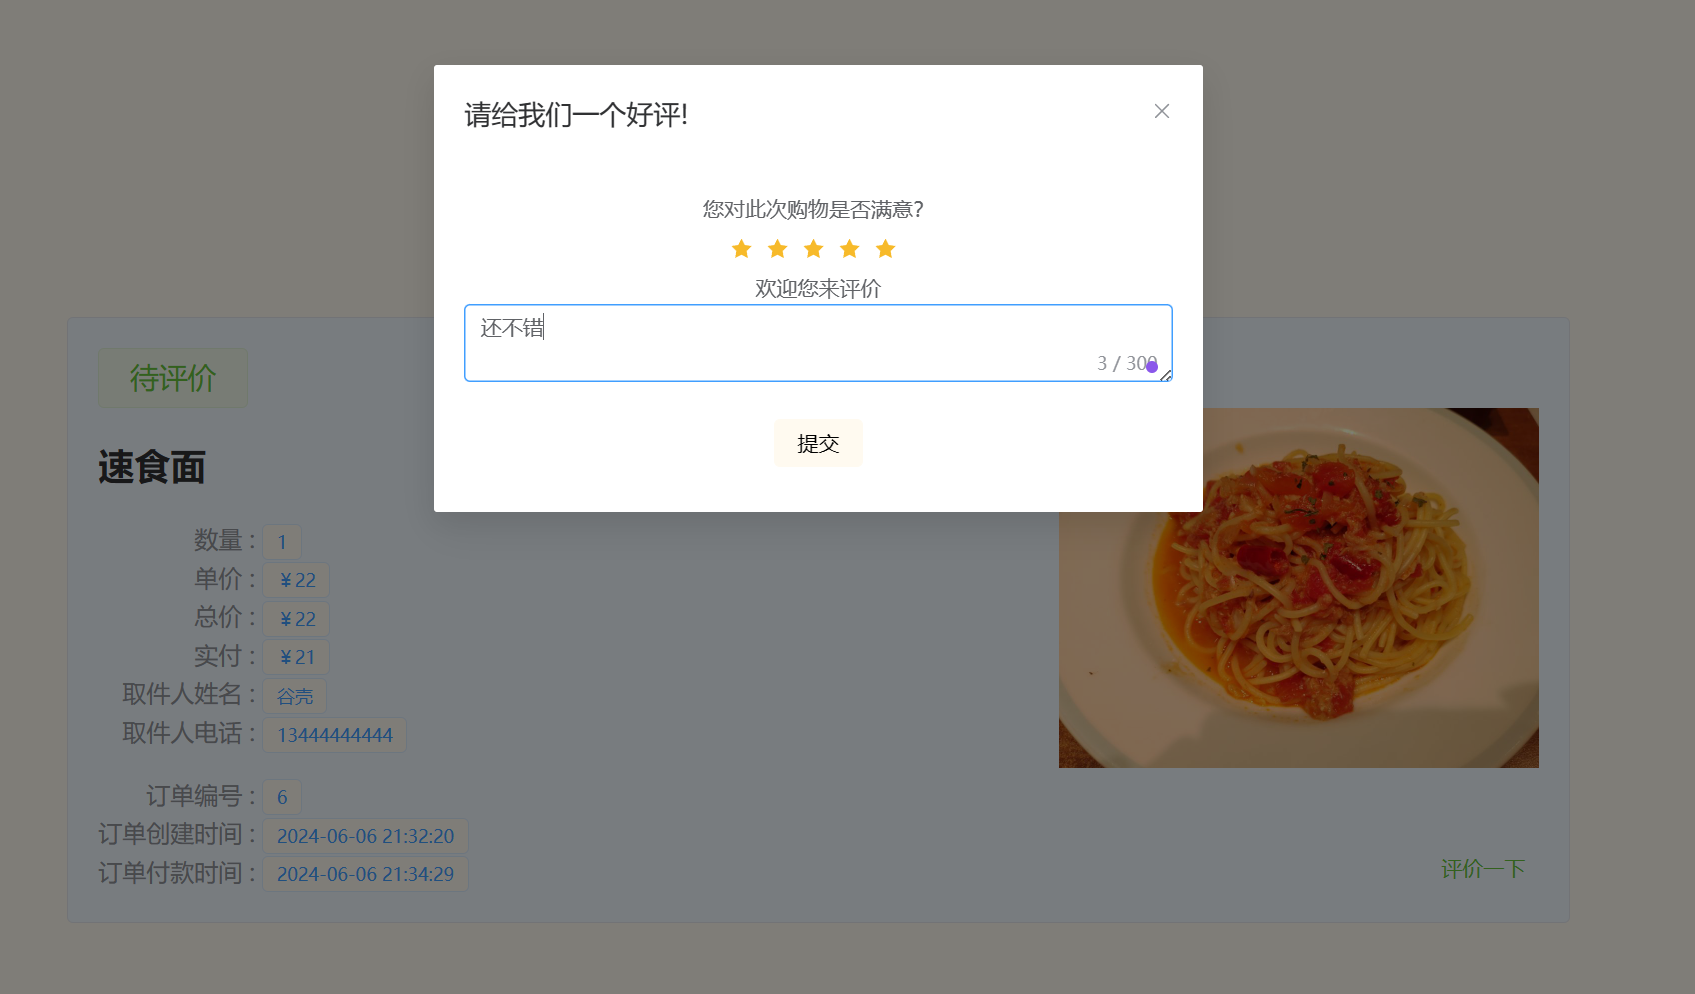 请给我们一个好评!
您对此次购物是否满意?
欢迎您来评价
还不错
3 / 300
提交
待评价
速食面
数量 : 1
单价 : ￥22
总价 : ￥22
实付 : ￥21
取件人姓名 : 谷壳
取件人电话 : 13444444444
订单编号 : 6
订单创建时间 : 2024-06-06 21:32:20
订单付款时间 : 2024-06-06 21:34:29
评价一下